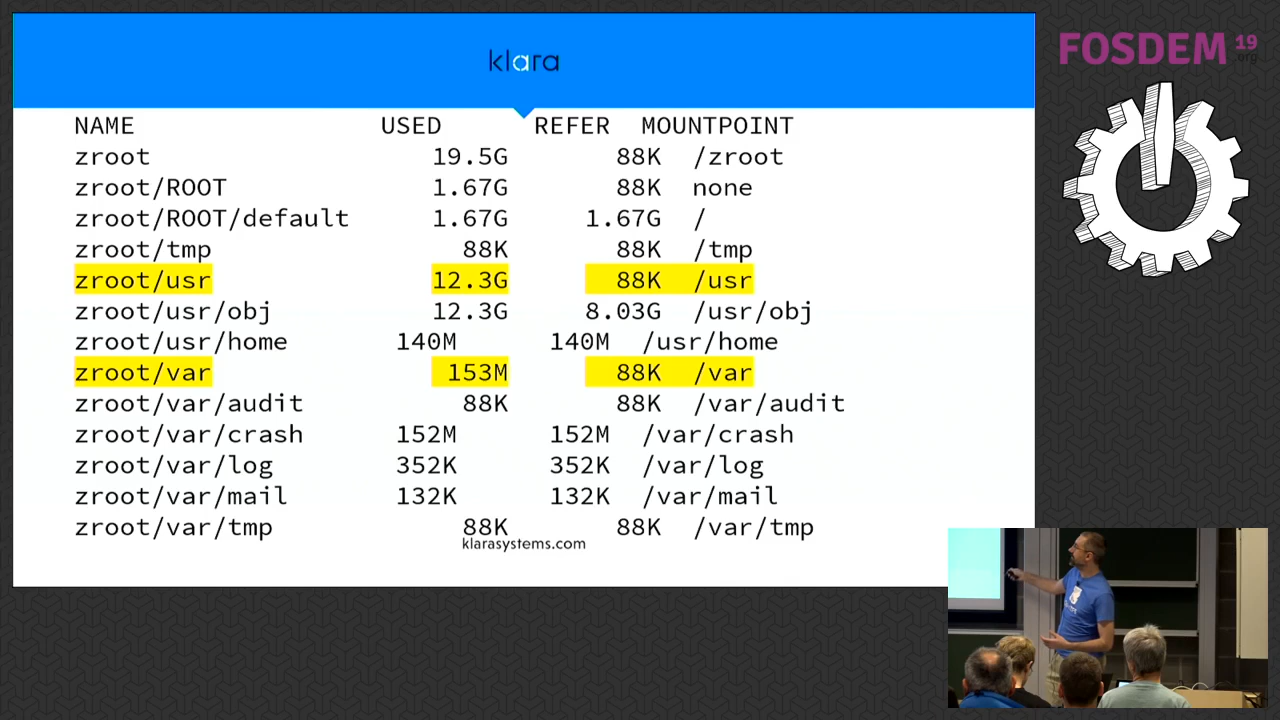 klara
FOSDEM 19
.org
NAME USED REFER MOUNTPOINT
zroot 19.5G 88K /zroot
zroot/ROOT 1.67G 88K none
zroot/ROOT/default 1.67G 1.67G /
zroot/tmp 88K 88K /tmp
zroot/usr 12.3G 88K /usr
zroot/usr/obj 12.3G 8.03G /usr/obj
zroot/usr/home 140M 140M /usr/home
zroot/var 153M 88K /var
zroot/var/audit 88K 88K /var/audit
zroot/var/crash 152M 152M /var/crash
zroot/var/log 352K 352K /var/log
zroot/var/mail 132K 132K /var/mail
zroot/var/tmp 88K 88K /var/tmp
klarasystems.com